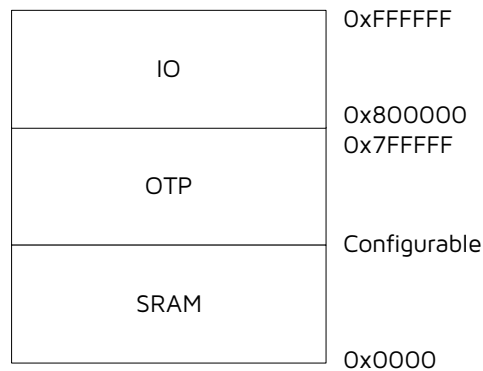 0xFFFFFF
IO
0x800000
0x7FFFFF
OTP
Configurable
SRAM
0x0000